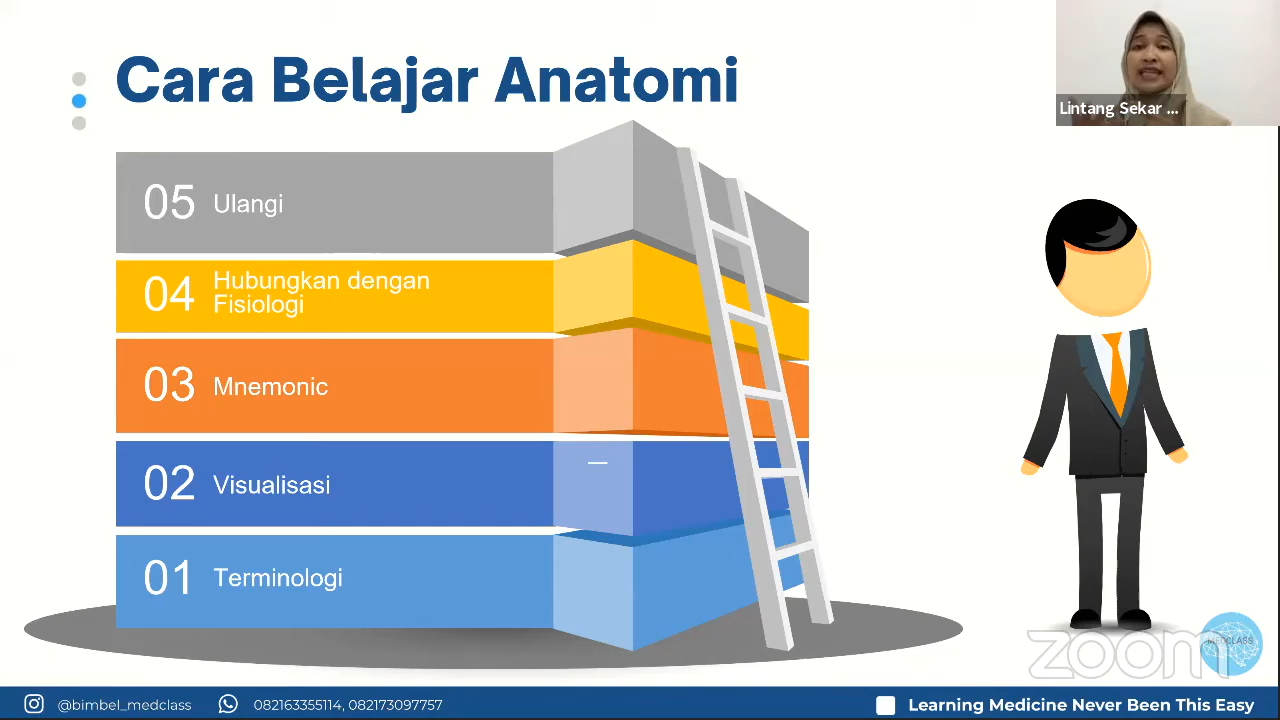 Cara Belajar Anatomi
Lintang Sekar ...
05 Ulangi
04 Hubungkan dengan
Fisiologi
03 Mnemonic
02 Visualisasi
01 Terminologi
zoom
MEDCLASS
@bimbel_medclass
082163355114, 082173097757
Learning Medicine Never Been This Easy